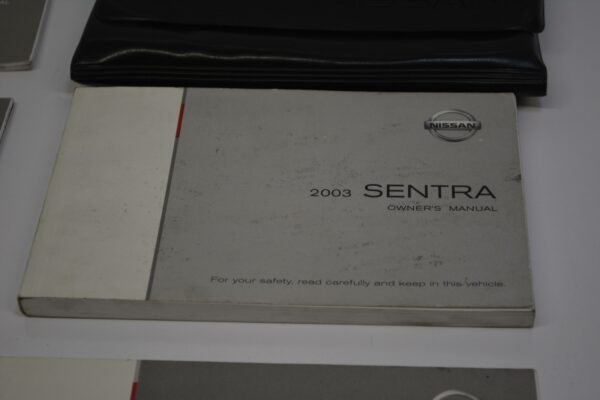 NISSAN
2003 SENTRA
OWNER'S MANUAL
For your safety, read carefully and keep in this vehicle.